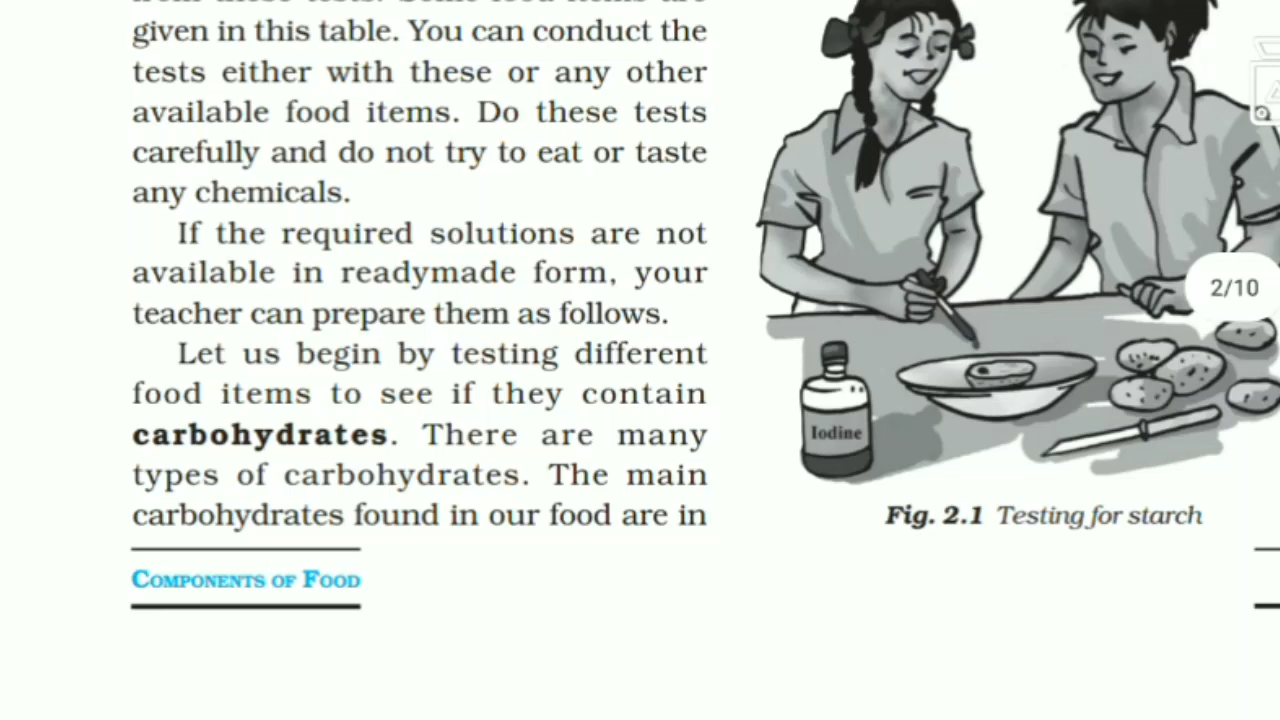 given in this table. You can conduct the
tests either with these or any other
available food items. Do these tests
carefully and do not try to eat or taste
any chemicals.
If the required solutions are not
available in readymade form, your
teacher can prepare them as follows.
Let us begin by testing different
food items to see if they contain
carbohydrates. There are many
types of carbohydrates. The main
carbohydrates found in our food are in
COMPONENTS OF FOOD
Iodine
Fig. 2.1 Testing for starch
2/10